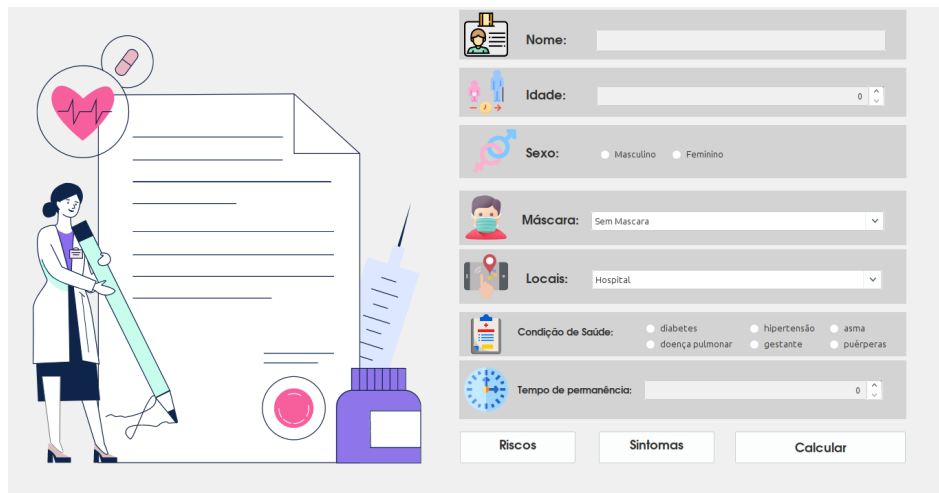 Nome:
Idade: 0
Sexo: Masculino Feminino
Máscara: Sem Mascara
Locais: Hospital
Condição de Saúde: diabetes hipertensão asma
doença pulmonar gestante puérperas
Tempo de permanência: 0
Riscos Sintomas Calcular